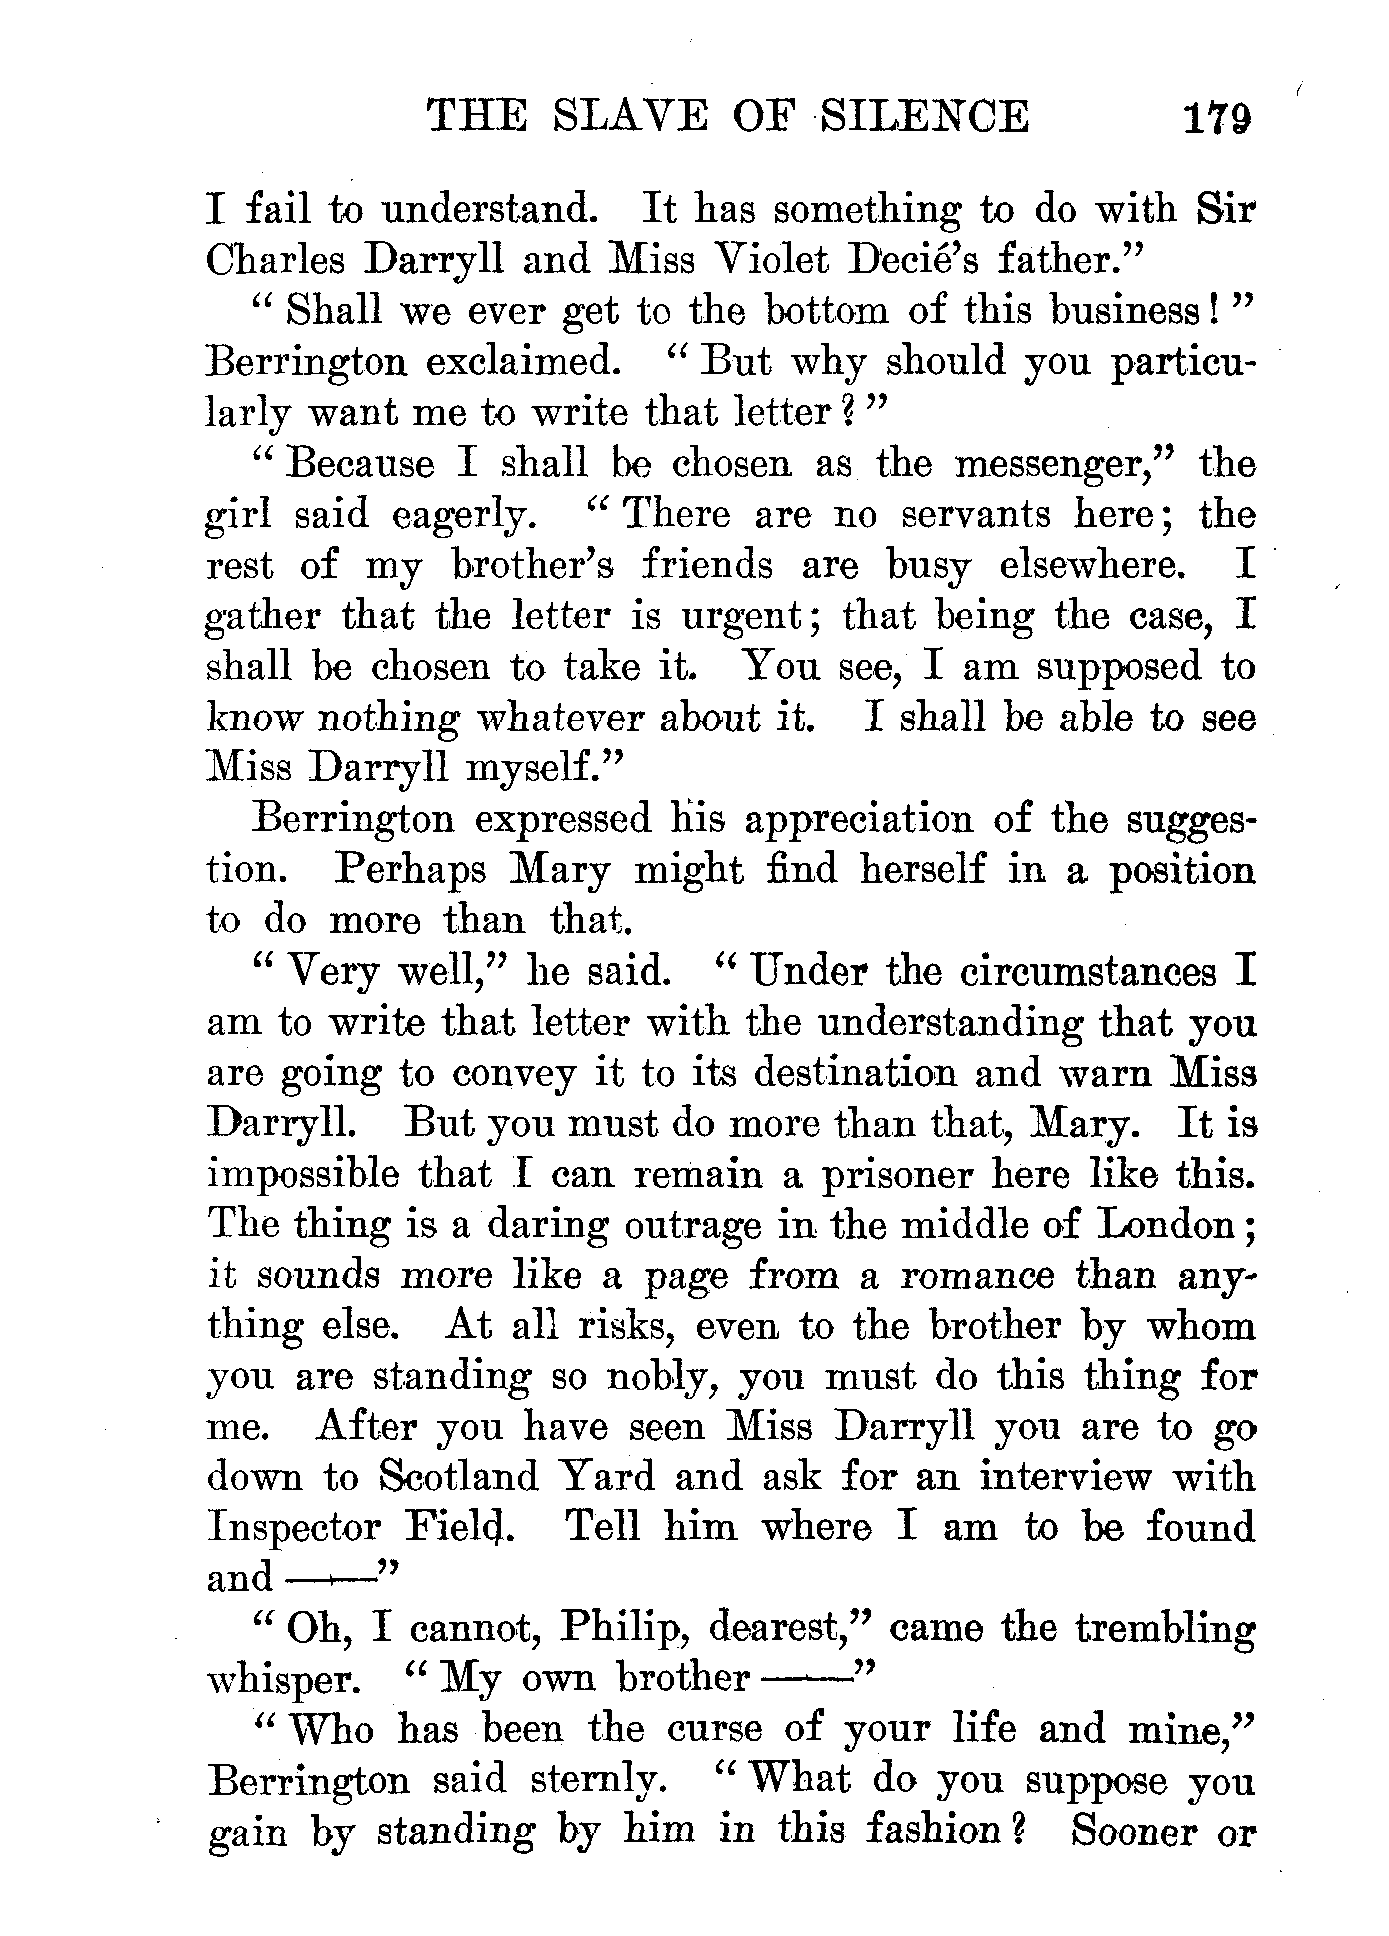 THE SLAVE OF SILENCE 179
I fail to understand. It has something to do with Sir
Charles Darryll and Miss Violet Decié’s father.”
“ Shall we ever get to the bottom of this business ! ”
Berrington exclaimed. “ But why should you particu-
larly want me to write that letter ? ”
“ Because I shall be chosen as the messenger,” the
girl said eagerly. “ There are no servants here ; the
rest of my brother’s friends are busy elsewhere. I
gather that the letter is urgent ; that being the case, I
shall be chosen to take it. You see, I am supposed to
know nothing whatever about it. I shall be able to see
Miss Darryll myself.”
Berrington expressed his appreciation of the sugges-
tion. Perhaps Mary might find herself in a position
to do more than that.
“ Very well,” he said. “ Under the circumstances I
am to write that letter with the understanding that you
are going to convey it to its destination and warn Miss
Darryll. But you must do more than that, Mary. It is
impossible that I can remain a prisoner here like this.
The thing is a daring outrage in the middle of London ;
it sounds more like a page from a romance than any-
thing else. At all risks, even to the brother by whom
you are standing so nobly, you must do this thing for
me. After you have seen Miss Darryll you are to go
down to Scotland Yard and ask for an interview with
Inspector Field. Tell him where I am to be found
and ——”
“ Oh, I cannot, Philip, dearest,” came the trembling
whisper. “ My own brother ——”
“ Who has been the curse of your life and mine,”
Berrington said sternly. “ What do you suppose you
gain by standing by him in this fashion ? Sooner or